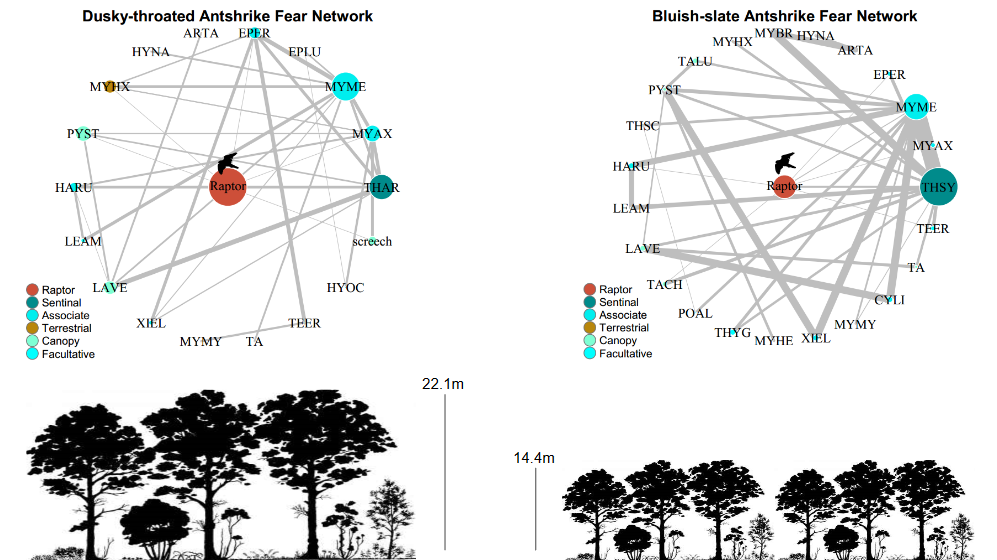 Dusky-throated Antshrike Fear Network
ARTA
EPER
HYNA
EPLU
MYHX
MYME
PYST
MYAX
Raptor
HARU
THAR
LEAM
screech
LAVE
HYOC
XIEL
TEER
MYMY
TA
Raptor
Sentinal
Associate
Terrestrial
Canopy
Facultative
Bluish-slate Antshrike Fear Network
MYBR
HYNA
MYHX
ARTA
TALU
EPER
PYST
MYME
THSC
MYAX
HARU
Raptor
THSY
LEAM
TEER
LAVE
TA
TACH
CYLI
POAL
MYMY
THYG
MYHE
XIEL
Raptor
Sentinal
Associate
Terrestrial
Canopy
Facultative
22.1m
14.4m